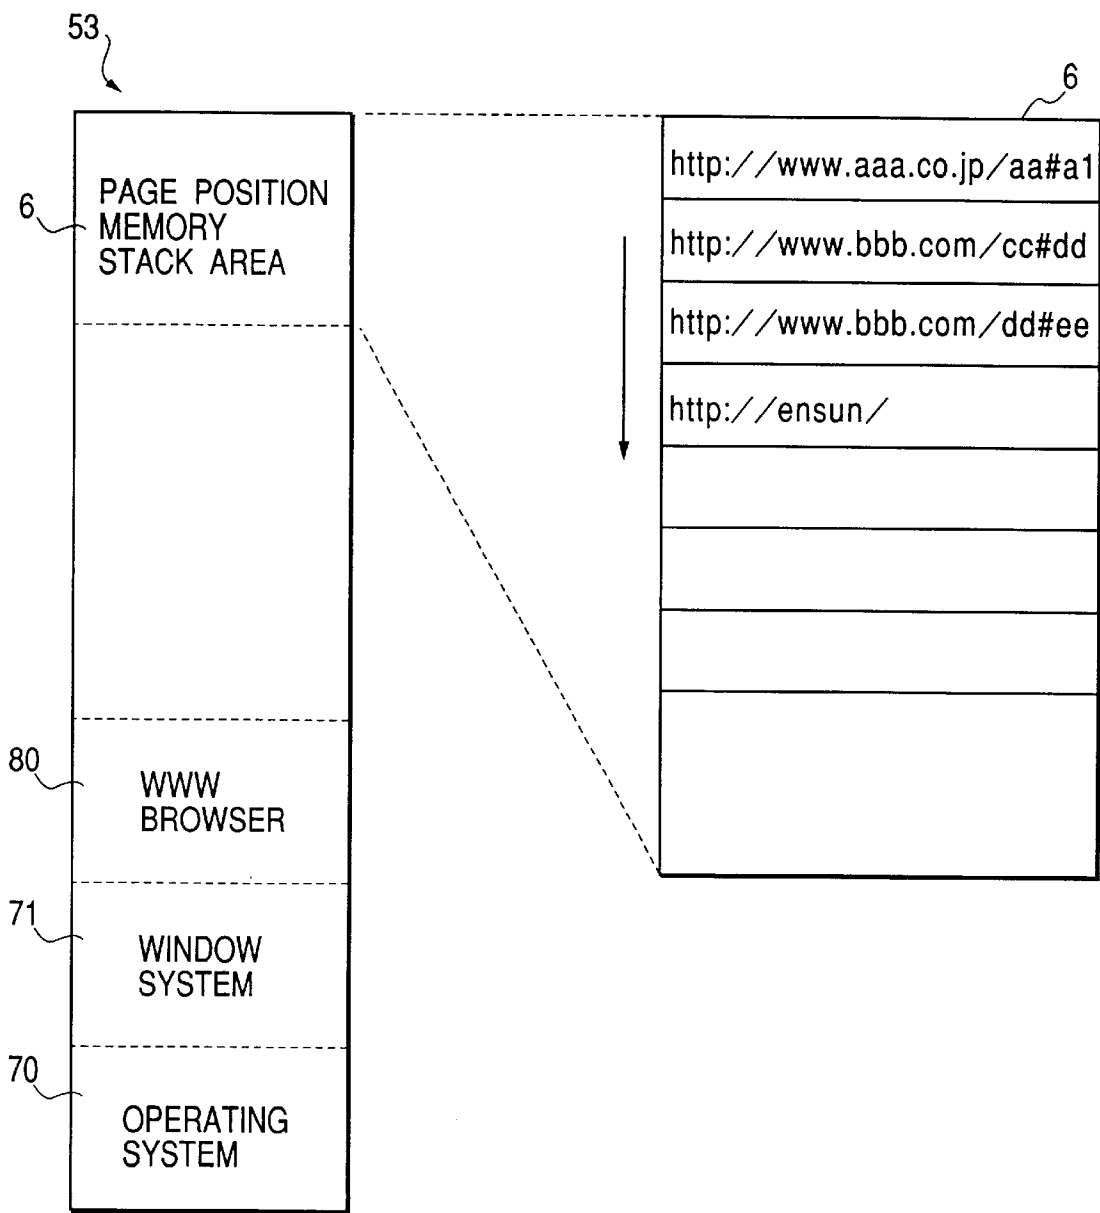 53
6
PAGE POSITION
MEMORY
STACK AREA
80
WWW
BROWSER
71
WINDOW
SYSTEM
70
OPERATING
SYSTEM
6
http://www.aaa.co.jp/aa#a1
http://www.bbb.com/cc#dd
http://www.bbb.com/dd#ee
http://ensun/